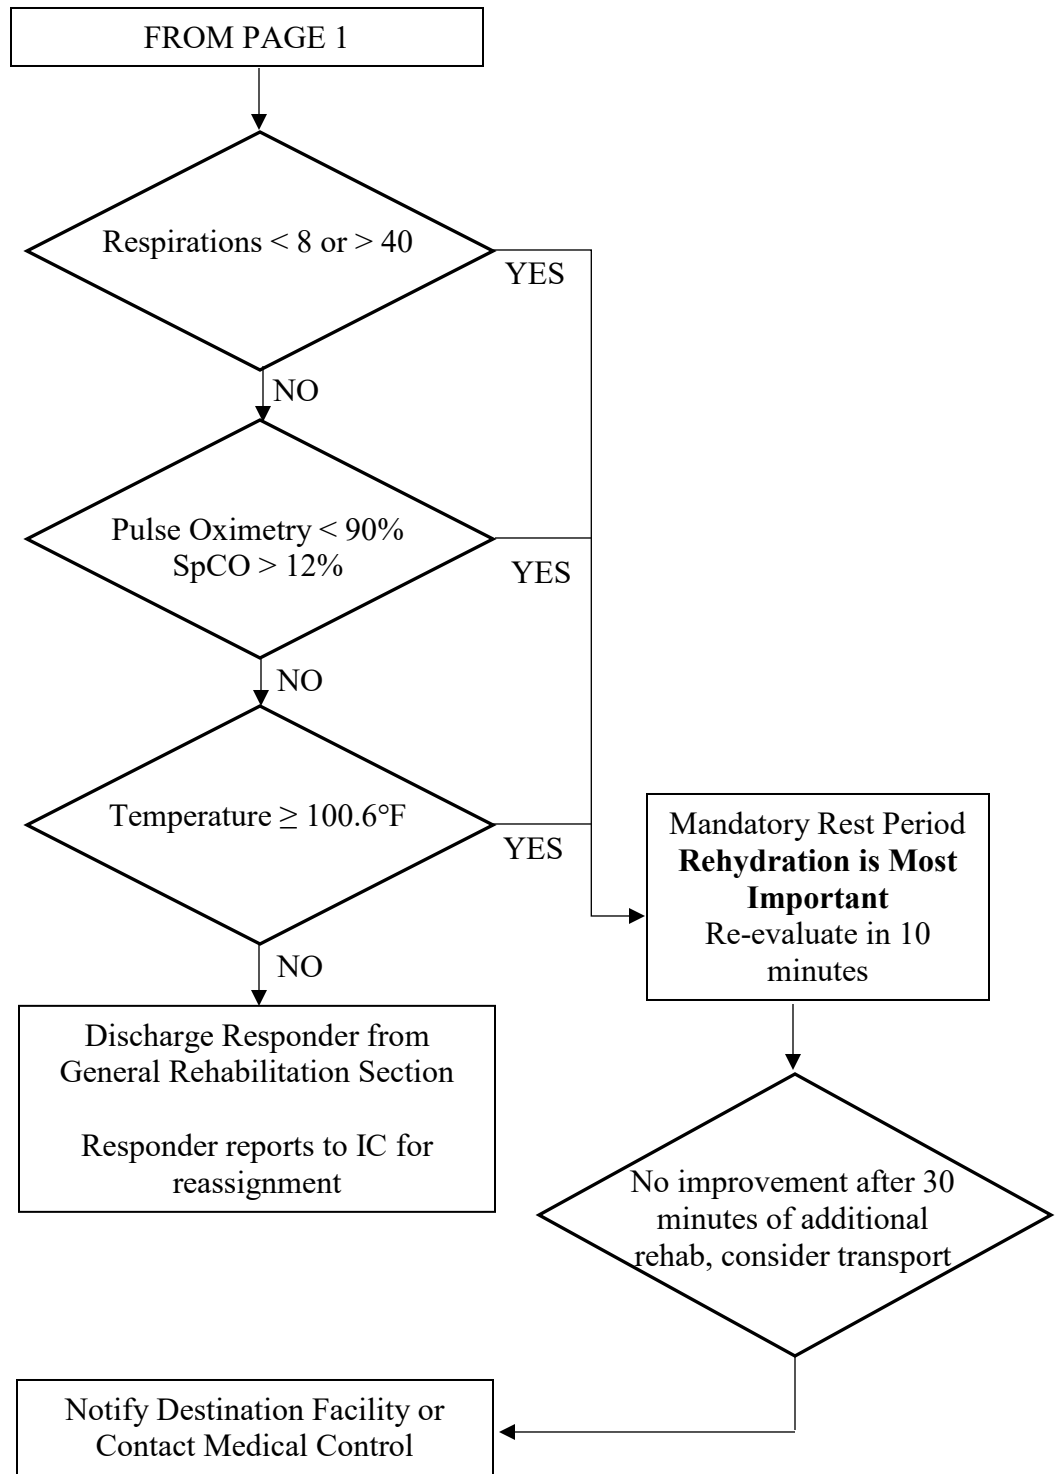 FROM PAGE 1
Respirations < 8 or > 40
YES
NO
Pulse Oximetry < 90%
SpCO > 12%
YES
NO
Temperature ≥ 100.6°F
YES
NO
Mandatory Rest Period
Rehydration is Most
Important
Re-evaluate in 10
minutes
Discharge Responder from
General Rehabilitation Section
Responder reports to IC for
reassignment
No improvement after 30
minutes of additional
rehab, consider transport
Notify Destination Facility or
Contact Medical Control